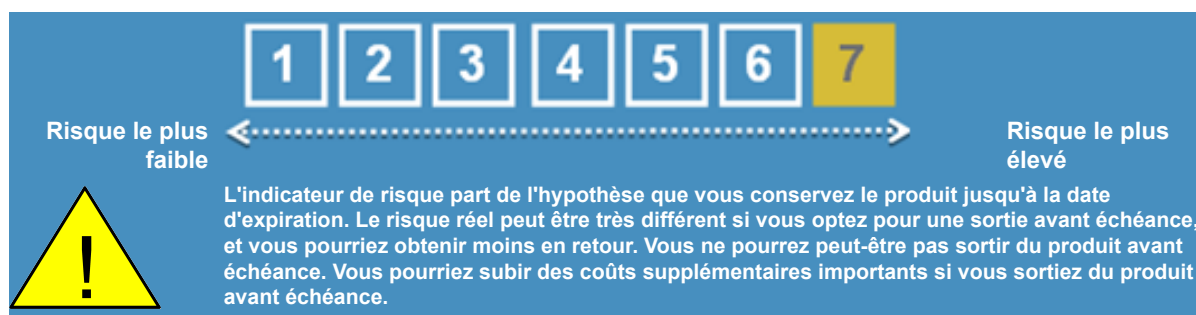 1 2 3 4 5 6 7
Risque le plus
faible
Risque le plus
élevé
!
L'indicateur de risque part de l'hypothèse que vous conservez le produit jusqu'à la date
d'expiration. Le risque réel peut être très différent si vous optez pour une sortie avant échéance,
et vous pourriez obtenir moins en retour. Vous ne pourrez peut-être pas sortir du produit avant
échéance. Vous pourriez subir des coûts supplémentaires importants si vous sortiez du produit
avant échéance.